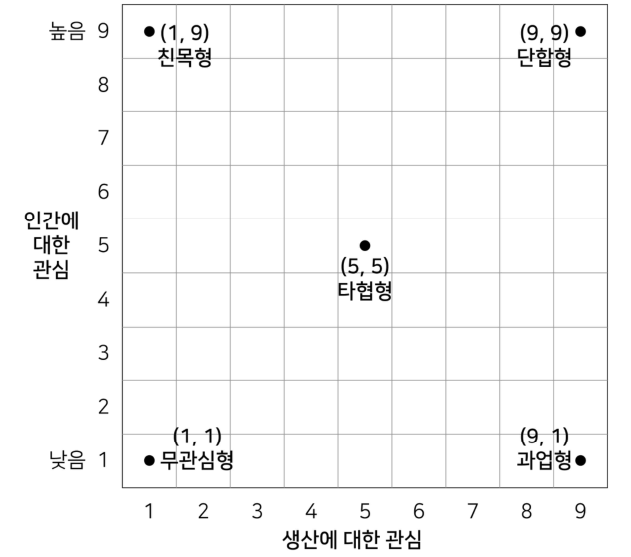 높음 9
(1, 9)
친목형
(9, 9)
단합형
8
7
6
인간에
대한
관심
5
(5, 5)
타협형
4
3
2
(1, 1)
무관심형
(9, 1)
과업형
낮음 1
1 2 3 4 5 6 7 8 9
생산에 대한 관심